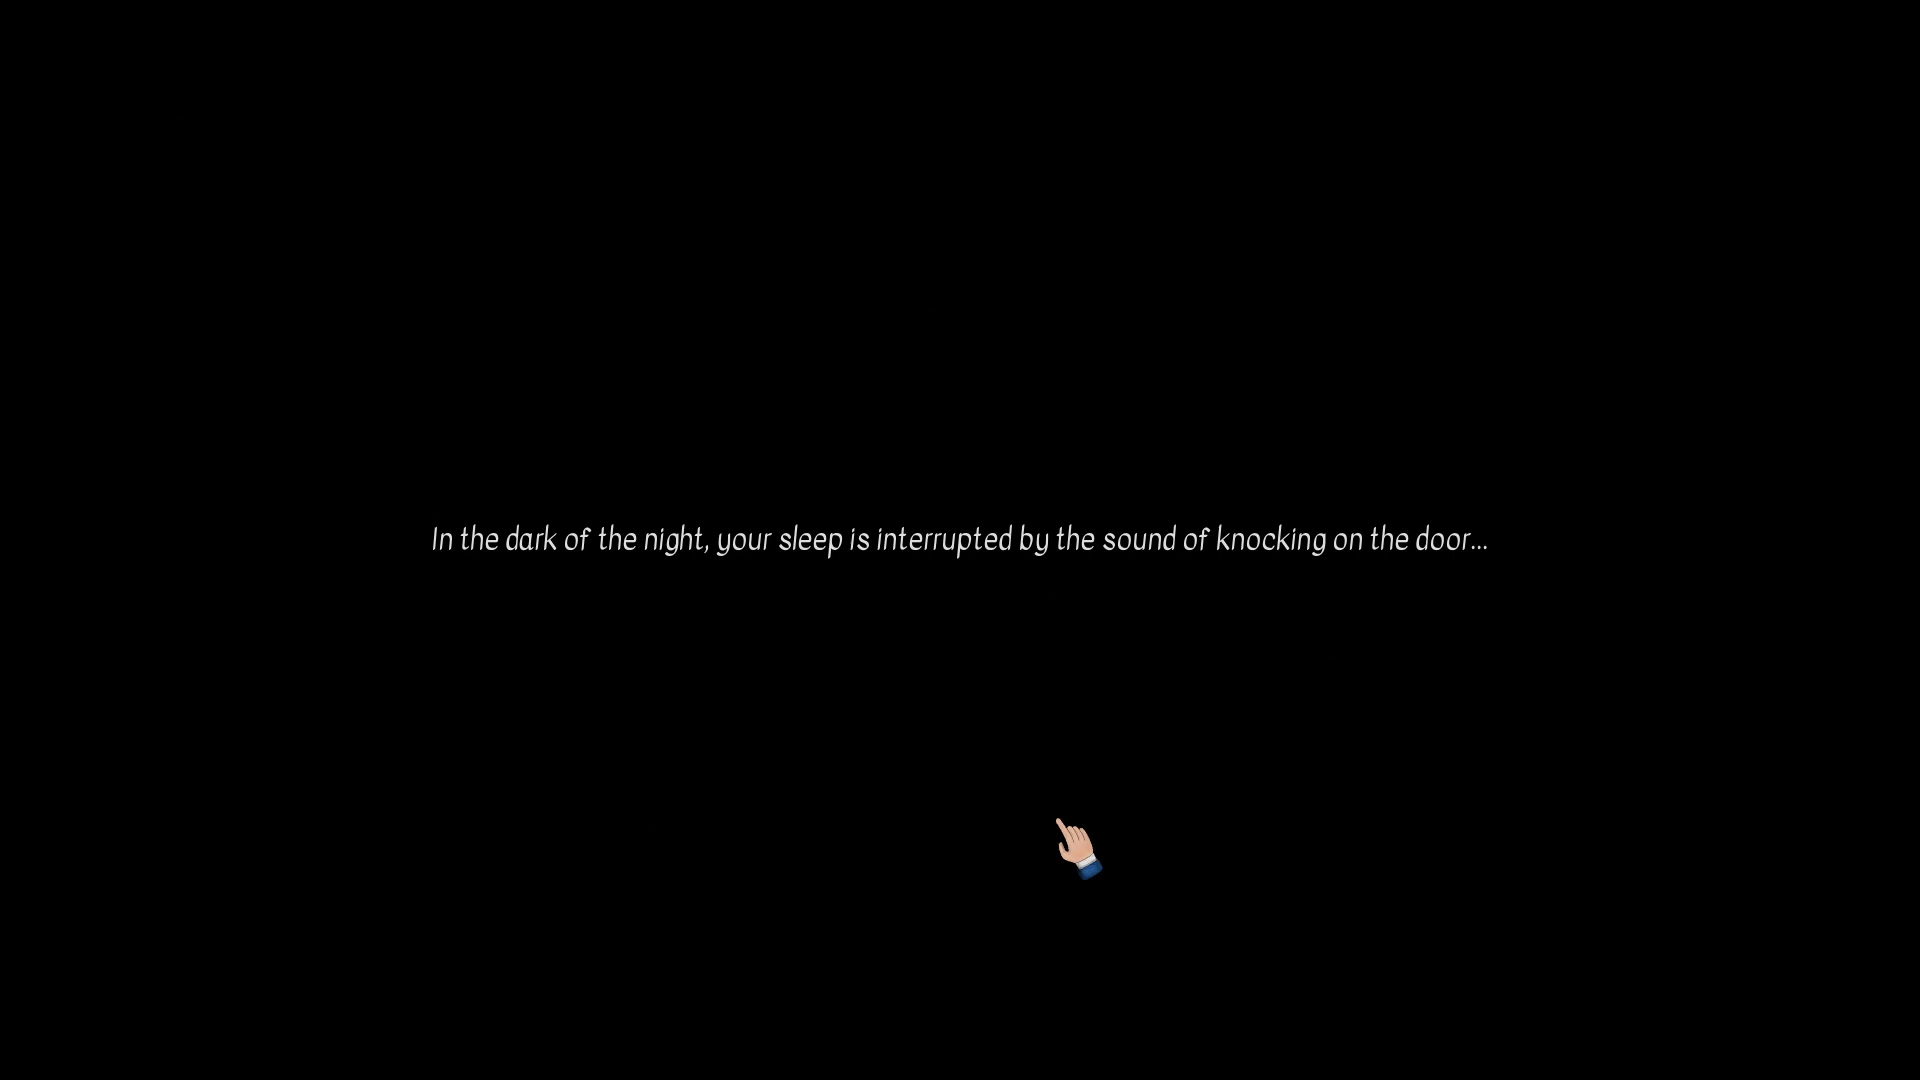 In the dark of the night, your sleep is interrupted by the sound of knocking on the door...